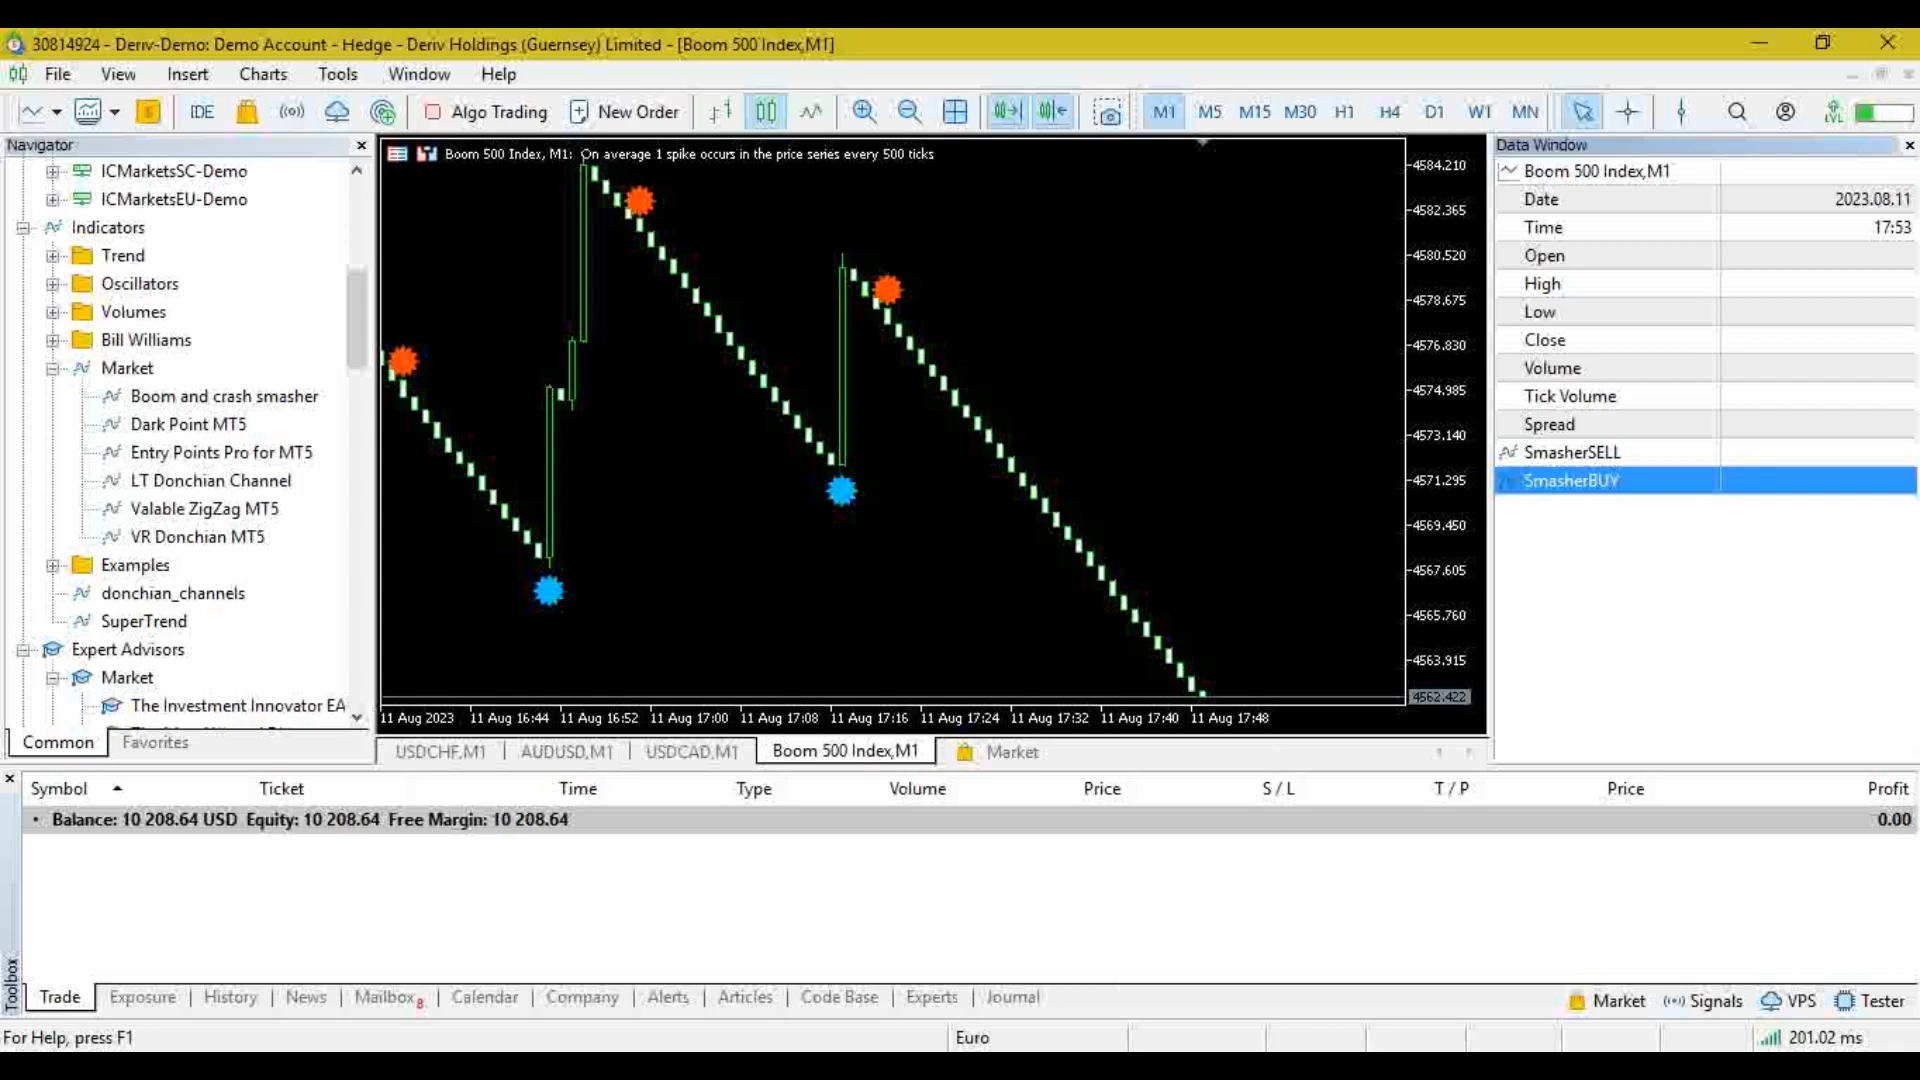 30814924 - Deriv-Demo: Demo Account - Hedge - Deriv Holdings (Guernsey) Limited - [Boom 500 Index,M1]
File View Insert Charts Tools Window Help
IDE Algo Trading New Order M1 M5 M15 M30 H1 H4 D1 W1 MN LVL
Navigator
ICMarketsSC-Demo
ICMarketsEU-Demo
Indicators
Trend
Oscillators
Volumes
Bill Williams
Market
Boom and crash smasher
Dark Point MT5
Entry Points Pro for MT5
LT Donchian Channel
Valable ZigZag MT5
VR Donchian MT5
Examples
donchian_channels
SuperTrend
Expert Advisors
Market
The Investment Innovator EA
Common Favorites
Boom 500 Index, M1: On average 1 spike occurs in the price series every 500 ticks
4584.210
4582.365
4580.520
4578.675
4576.830
4574.985
4573.140
4571.295
4569.450
4567.605
4565.760
4563.915
4562.422
11 Aug 2023 11 Aug 16:44 11 Aug 16:52 11 Aug 17:00 11 Aug 17:08 11 Aug 17:16 11 Aug 17:24 11 Aug 17:32 11 Aug 17:40 11 Aug 17:48
USDCHF,M1 AUDUSD,M1 USDCAD,M1 Boom 500 Index,M1 Market
Data Window
Boom 500 Index,M1
Date 2023.08.11
Time 17:53
Open
High
Low
Close
Volume
Tick Volume
Spread
SmasherSELL
SmasherBUY
Symbol Ticket Time Type Volume Price S / L T / P Price Profit
Balance: 10 208.64 USD Equity: 10 208.64 Free Margin: 10 208.64 0.00
Toolbox
Trade Exposure History News Mailbox 8 Calendar Company Alerts Articles Code Base Experts Journal
Market Signals VPS Tester
For Help, press F1 Euro 201.02 ms